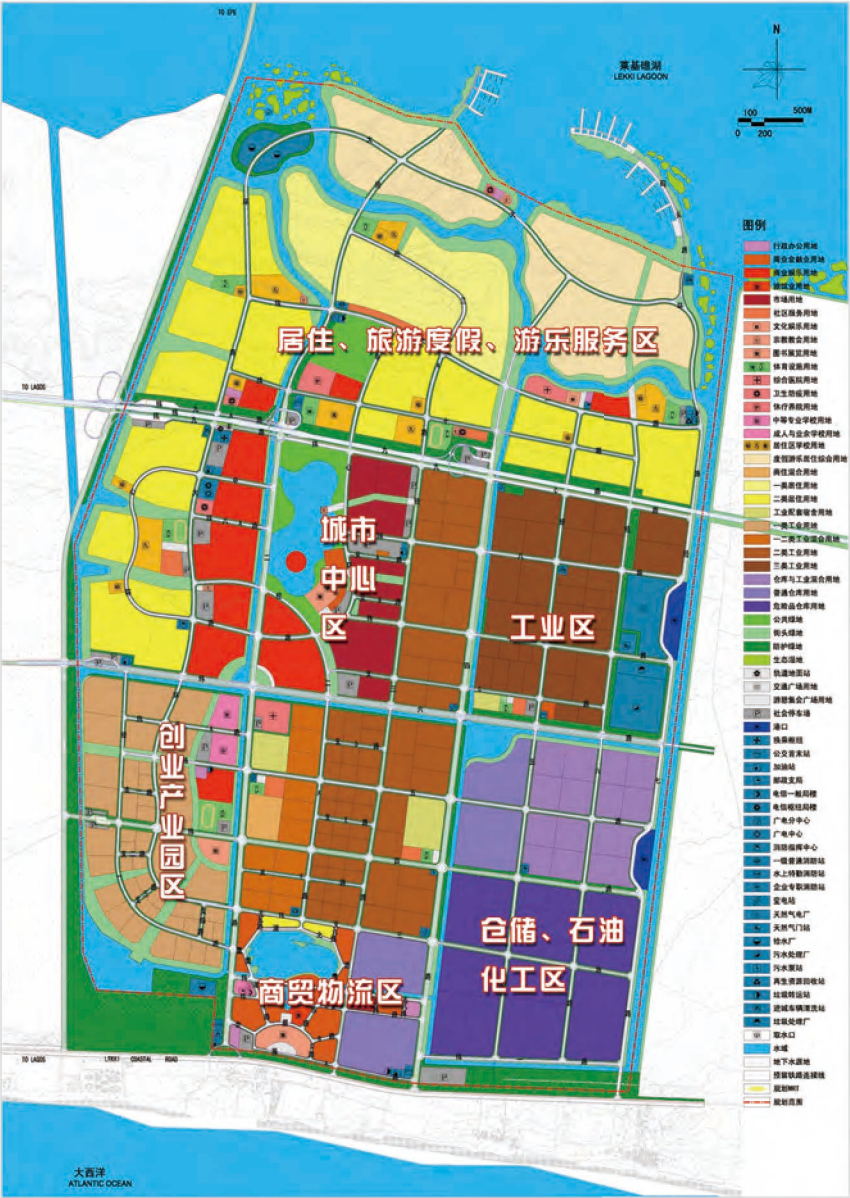 TO EPE
N
莱基礁湖
LEKKI LAGOON
100
500M
0
200
图例
行政办公用地
商业金融业用地
商业娱乐用地
旅馆业用地
市场用地
社区服务用地
文化娱乐用地
宗教教会用地
图书展览用地
体育设施用地
综合医院用地
卫生防疫用地
休疗养院用地
中等专业学校用地
成人与业余学校用地
居住区学校用地
度假游乐居住综合用地
商住混合用地
一类居住用地
二类居住用地
工业配套宿舍用地
一类工业用地
一二类工业混合用地
二类工业用地
三类工业用地
仓库与工业混合用地
普通仓库用地
危险品仓库用地
公共绿地
街头绿地
防护绿地
生态湿地
轨道地面站
交通广场用地
游憩集会广场用地
社会停车场
港口
换乘枢纽
公交首末站
加油站
邮政支局
电信一般局楼
电信枢纽局楼
广电分中心
广电中心
消防指挥中心
一级普通消防站
水上特勤消防站
企业专职消防站
变电站
天然气电厂
天然气门站
给水厂
污水处理厂
污水泵站
再生资源回收站
垃圾转运站
进城车辆清洗站
垃圾处理厂
取水口
水域
地下水源地
预留铁路连接线
规划MRT
规划范围
居住、旅游度假、游乐服务区
TO LAGOS
城市
中心
区
工业区
创业产业园区
仓储、石油
化工区
商贸物流区
TO LAGOS
LEKKI COASTAL ROAD
大西洋
ATLANTIC OCEAN